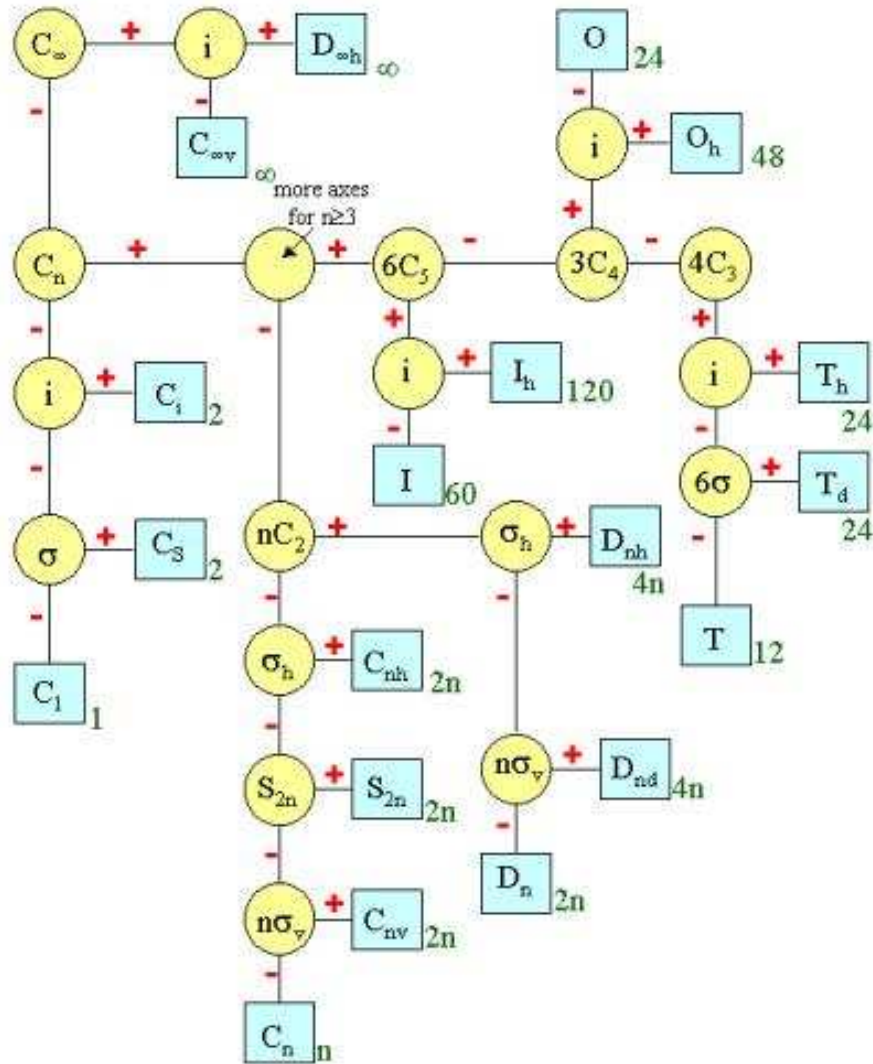 C∞ + i + D∞h ∞
O 24
- - -
C∞v ∞
i + Oh 48
more axes
for n≥3
+
Cn + + 6C5 - 3C4 - 4C3
- - + +
i + Ci 2
i + Ih 120
i + Th 24
- - -
I 60
6σ + Td 24
σ + CS 2
nC2 + σh + Dnh 4n
- - - -
C1 1
σh + Cnh 2n
T 12
-
S2n + S2n 2n
nσv + Dnd 4n
- -
nσv + Cnv 2n
Dn 2n
-
Cn n